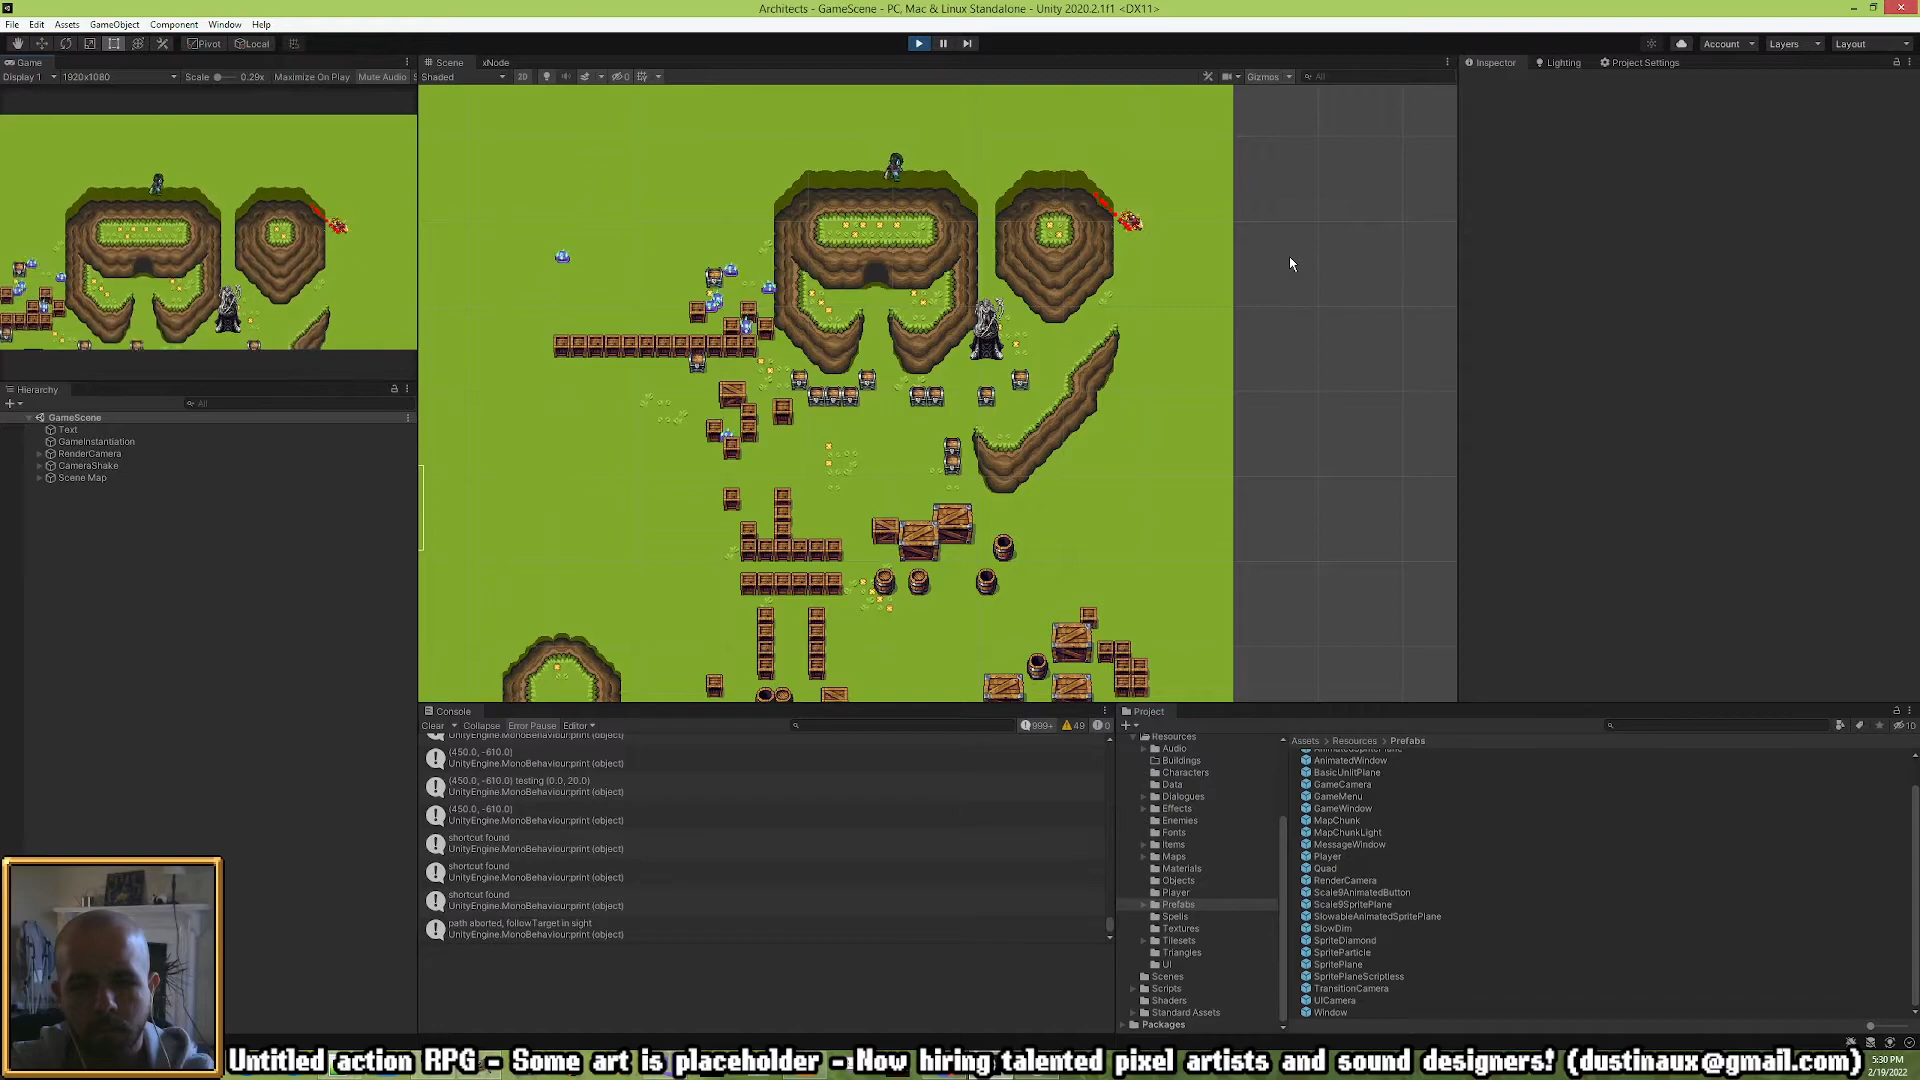 Architects - GameScene - PC, Mac & Linux Standalone - Unity 2020.2.1f1 <DX11>
File Edit Assets GameObject Component Window Help
Pivot Local Account Layers Layout
Game
Display 1 1920x1080 Scale 0.29x Maximize On Play Mute Audio
Scene xNode
Shaded 2D 0 Gizmos All
Inspector Lighting Project Settings
Hierarchy
All
GameScene
Text
GameInstantiation
RenderCamera
CameraShake
Scene Map
Console
Clear Collapse Error Pause Editor 999+ 49 0
UnityEngine.MonoBehaviour:print (object)
(450.0, -610.0)
UnityEngine.MonoBehaviour:print (object)
(450.0, -610.0) testing (0.0, 20.0)
UnityEngine.MonoBehaviour:print (object)
(450.0, -610.0)
UnityEngine.MonoBehaviour:print (object)
shortcut found
UnityEngine.MonoBehaviour:print (object)
shortcut found
UnityEngine.MonoBehaviour:print (object)
shortcut found
UnityEngine.MonoBehaviour:print (object)
path aborted, followTarget in sight
UnityEngine.MonoBehaviour:print (object)
Project
10
Resources
Audio
Buildings
Characters
Data
Dialogues
Effects
Enemies
Fonts
Items
Maps
Materials
Objects
Player
Prefabs
Spells
Textures
Tilesets
Triangles
UI
Scenes
Scripts
Shaders
Standard Assets
Packages
Assets Resources Prefabs
AnimatedSpritePlane
AnimatedWindow
BasicUnlitPlane
GameCamera
GameMenu
GameWindow
MapChunk
MapChunkLight
MessageWindow
Player
Quad
RenderCamera
Scale9AnimatedButton
Scale9SpritePlane
SlowableAnimatedSpritePlane
SlowDim
SpriteDiamond
SpriteParticle
SpritePlane
SpritePlaneScriptless
TransitionCamera
UICamera
Window
Untitled action RPG - Some art is placeholder - Now hiring talented pixel artists and sound designers! (dustinaux@gmail.com)
5:30 PM
2/19/2022